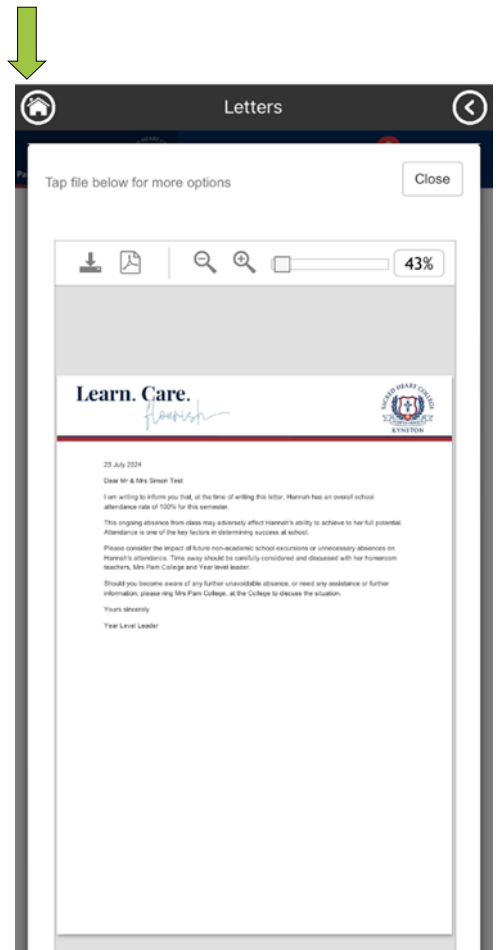 Letters
Pa
Tap file below for more options
Close
43%
Learn. Care.
flourish
SACRED HEART COLLEGE
KYNETON
23 July 2024
Dear Mr & Mrs Simon Test
I am writing to inform you that, at the time of writing this letter, Hannah has an overall school
attendance rate of 100% for this semester.
This ongoing absence from class may adversely affect Hannah's ability to achieve to her full potential.
Attendance is one of the key factors in determining success at school.
Please consider the impact of future non-academic school excursions or unnecessary absences on
Hannah's attendance. Time away should be carefully considered and discussed with her homeroom
teachers, Mrs Pam College and Year level leader.
Should you become aware of any further unavoidable absence, or need any assistance or further
information, please ring Mrs Pam College, at the College to discuss the situation.
Yours sincerely
Year Level Leader